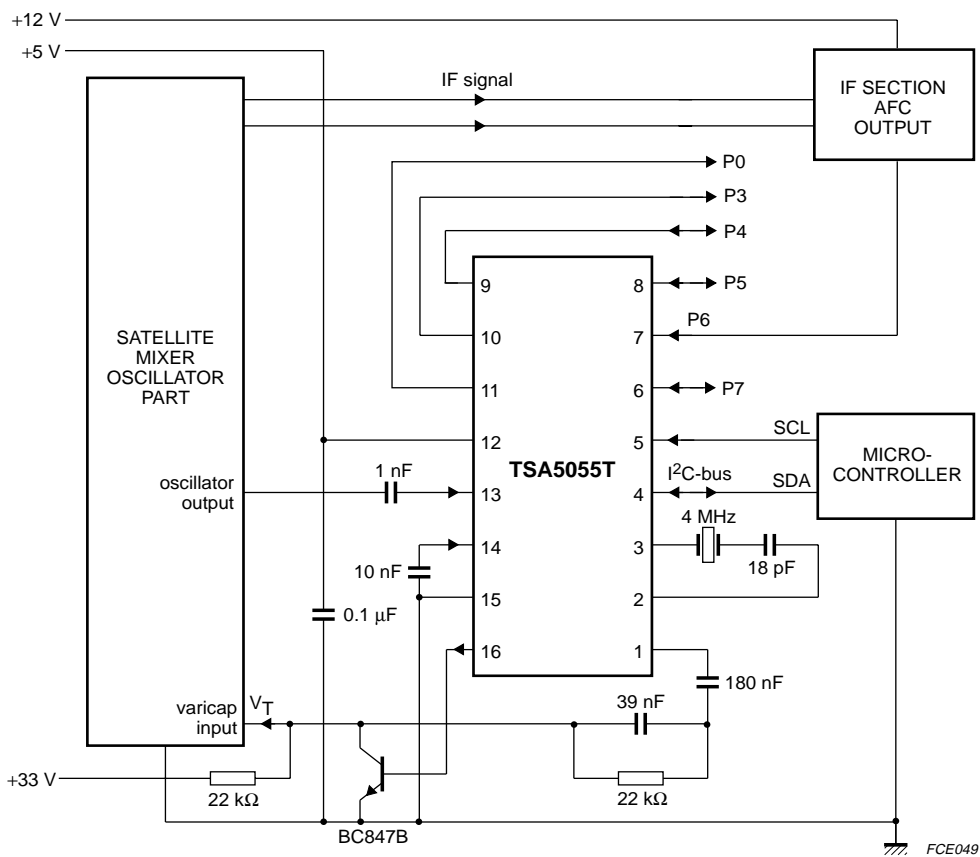 +12 V
+5 V
IF signal
IF SECTION
AFC
OUTPUT
P0
P3
P4
9
8
P5
P6
10
7
SATELLITE
MIXER
OSCILLATOR
PART
11
6
P7
12
5
SCL
MICRO-
CONTROLLER
TSA5055T
1 nF
oscillator
output
13
4
I²C-bus
SDA
4 MHz
14
3
10 nF
18 pF
15
2
0.1 µF
16
1
180 nF
39 nF
varicap
input
VT
+33 V
22 kΩ
22 kΩ
BC847B
FCE049